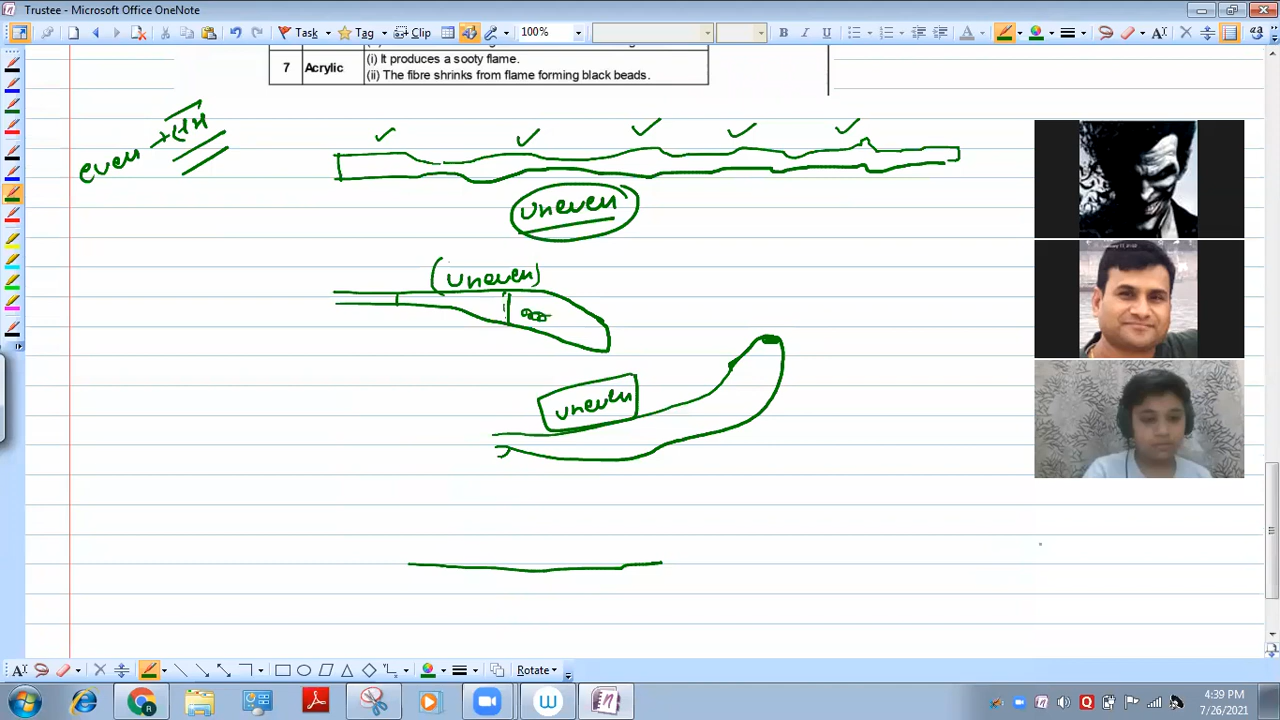 Trustee - Microsoft Office OneNote
Task
Tag
Clip
100%
B I U
7 Acrylic (i) It produces a sooty flame.
(ii) The fibre shrinks from flame forming black beads.
even
uneven
(uneven)
uneven
Rotate
4:39 PM
7/26/2021